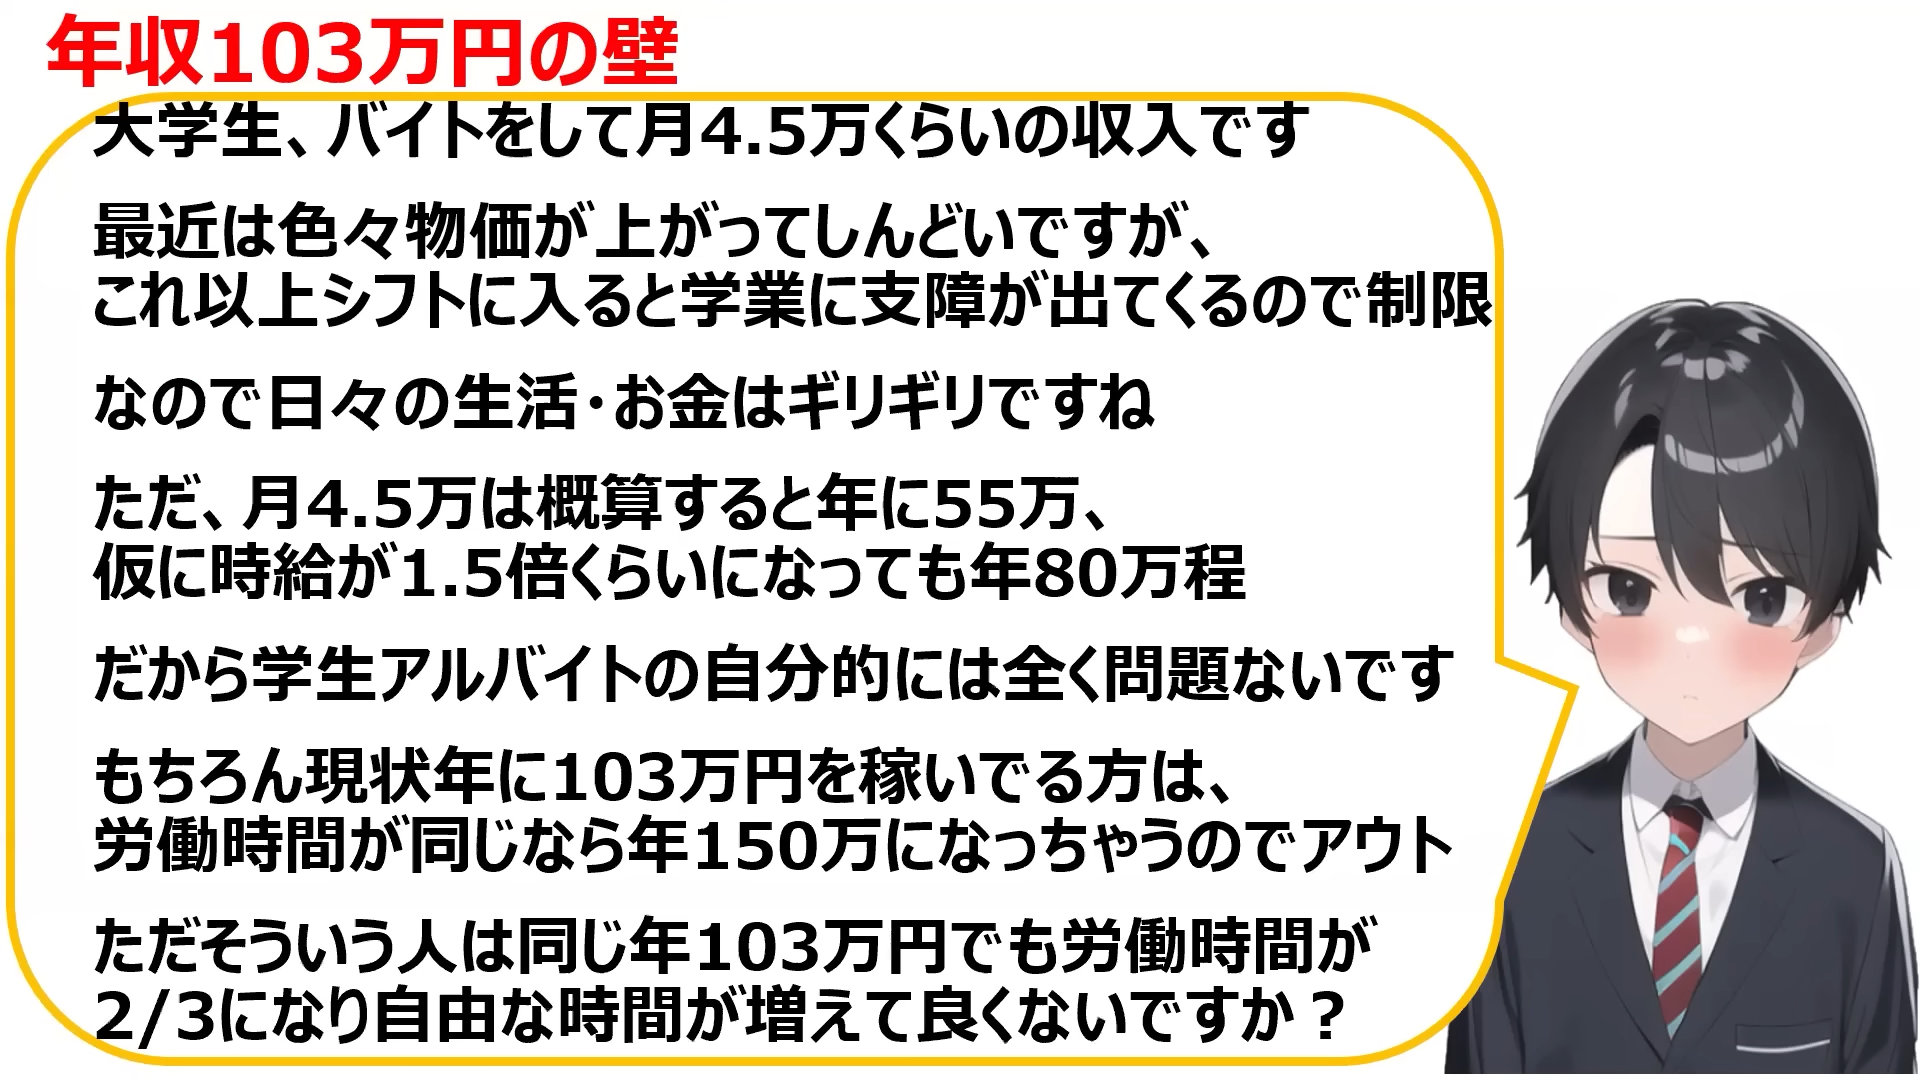 年収103万円の壁
大学生、バイトをして月4.5万くらいの収入です
最近は色々物価が上がってしんどいですが、
これ以上シフトに入ると学業に支障が出てくるので制限
なので日々の生活・お金はギリギリですね
ただ、月4.5万は概算すると年に55万、
仮に時給が1.5倍くらいになっても年80万程
だから学生アルバイトの自分的には全く問題ないです
もちろん現状年に103万円を稼いでる方は、
労働時間が同じなら年150万になっちゃうのでアウト
ただそういう人は同じ年103万円でも労働時間が
2/3になり自由な時間が増えて良くないですか？